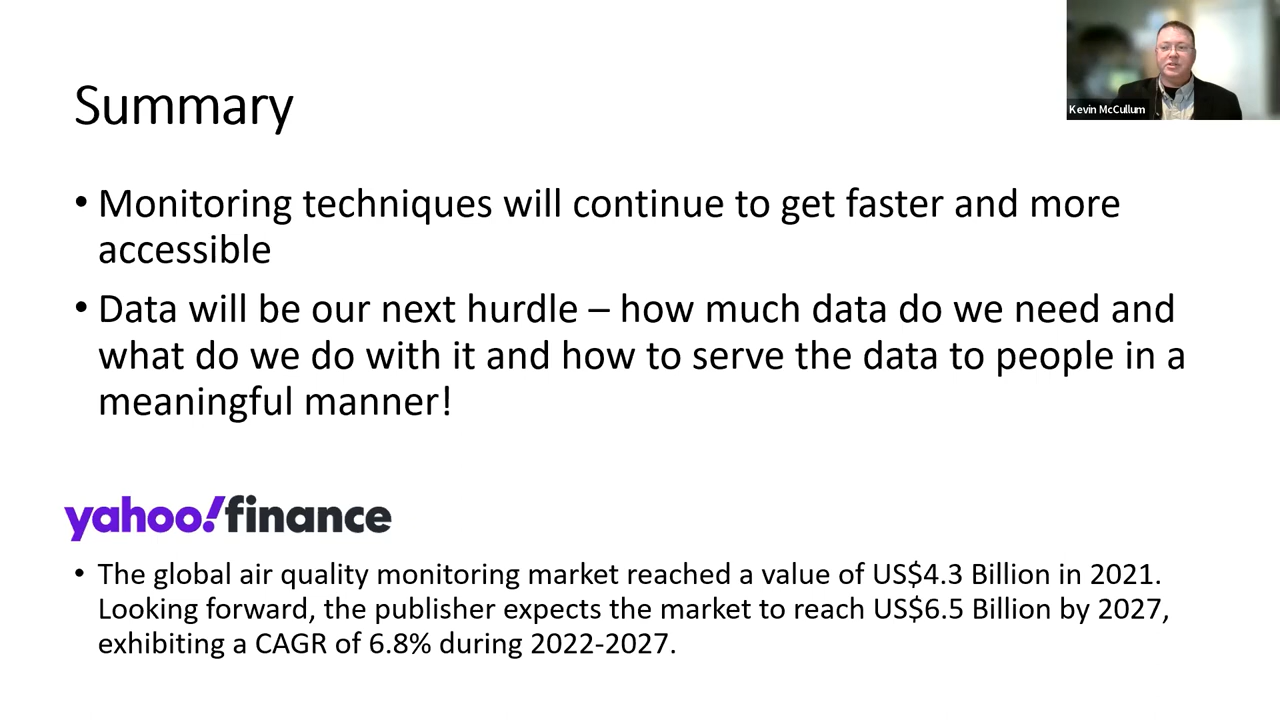 Kevin McCullum
Summary
• Monitoring techniques will continue to get faster and more
accessible
• Data will be our next hurdle – how much data do we need and
what do we do with it and how to serve the data to people in a
meaningful manner!
yahoo!finance
• The global air quality monitoring market reached a value of US$4.3 Billion in 2021.
Looking forward, the publisher expects the market to reach US$6.5 Billion by 2027,
exhibiting a CAGR of 6.8% during 2022-2027.